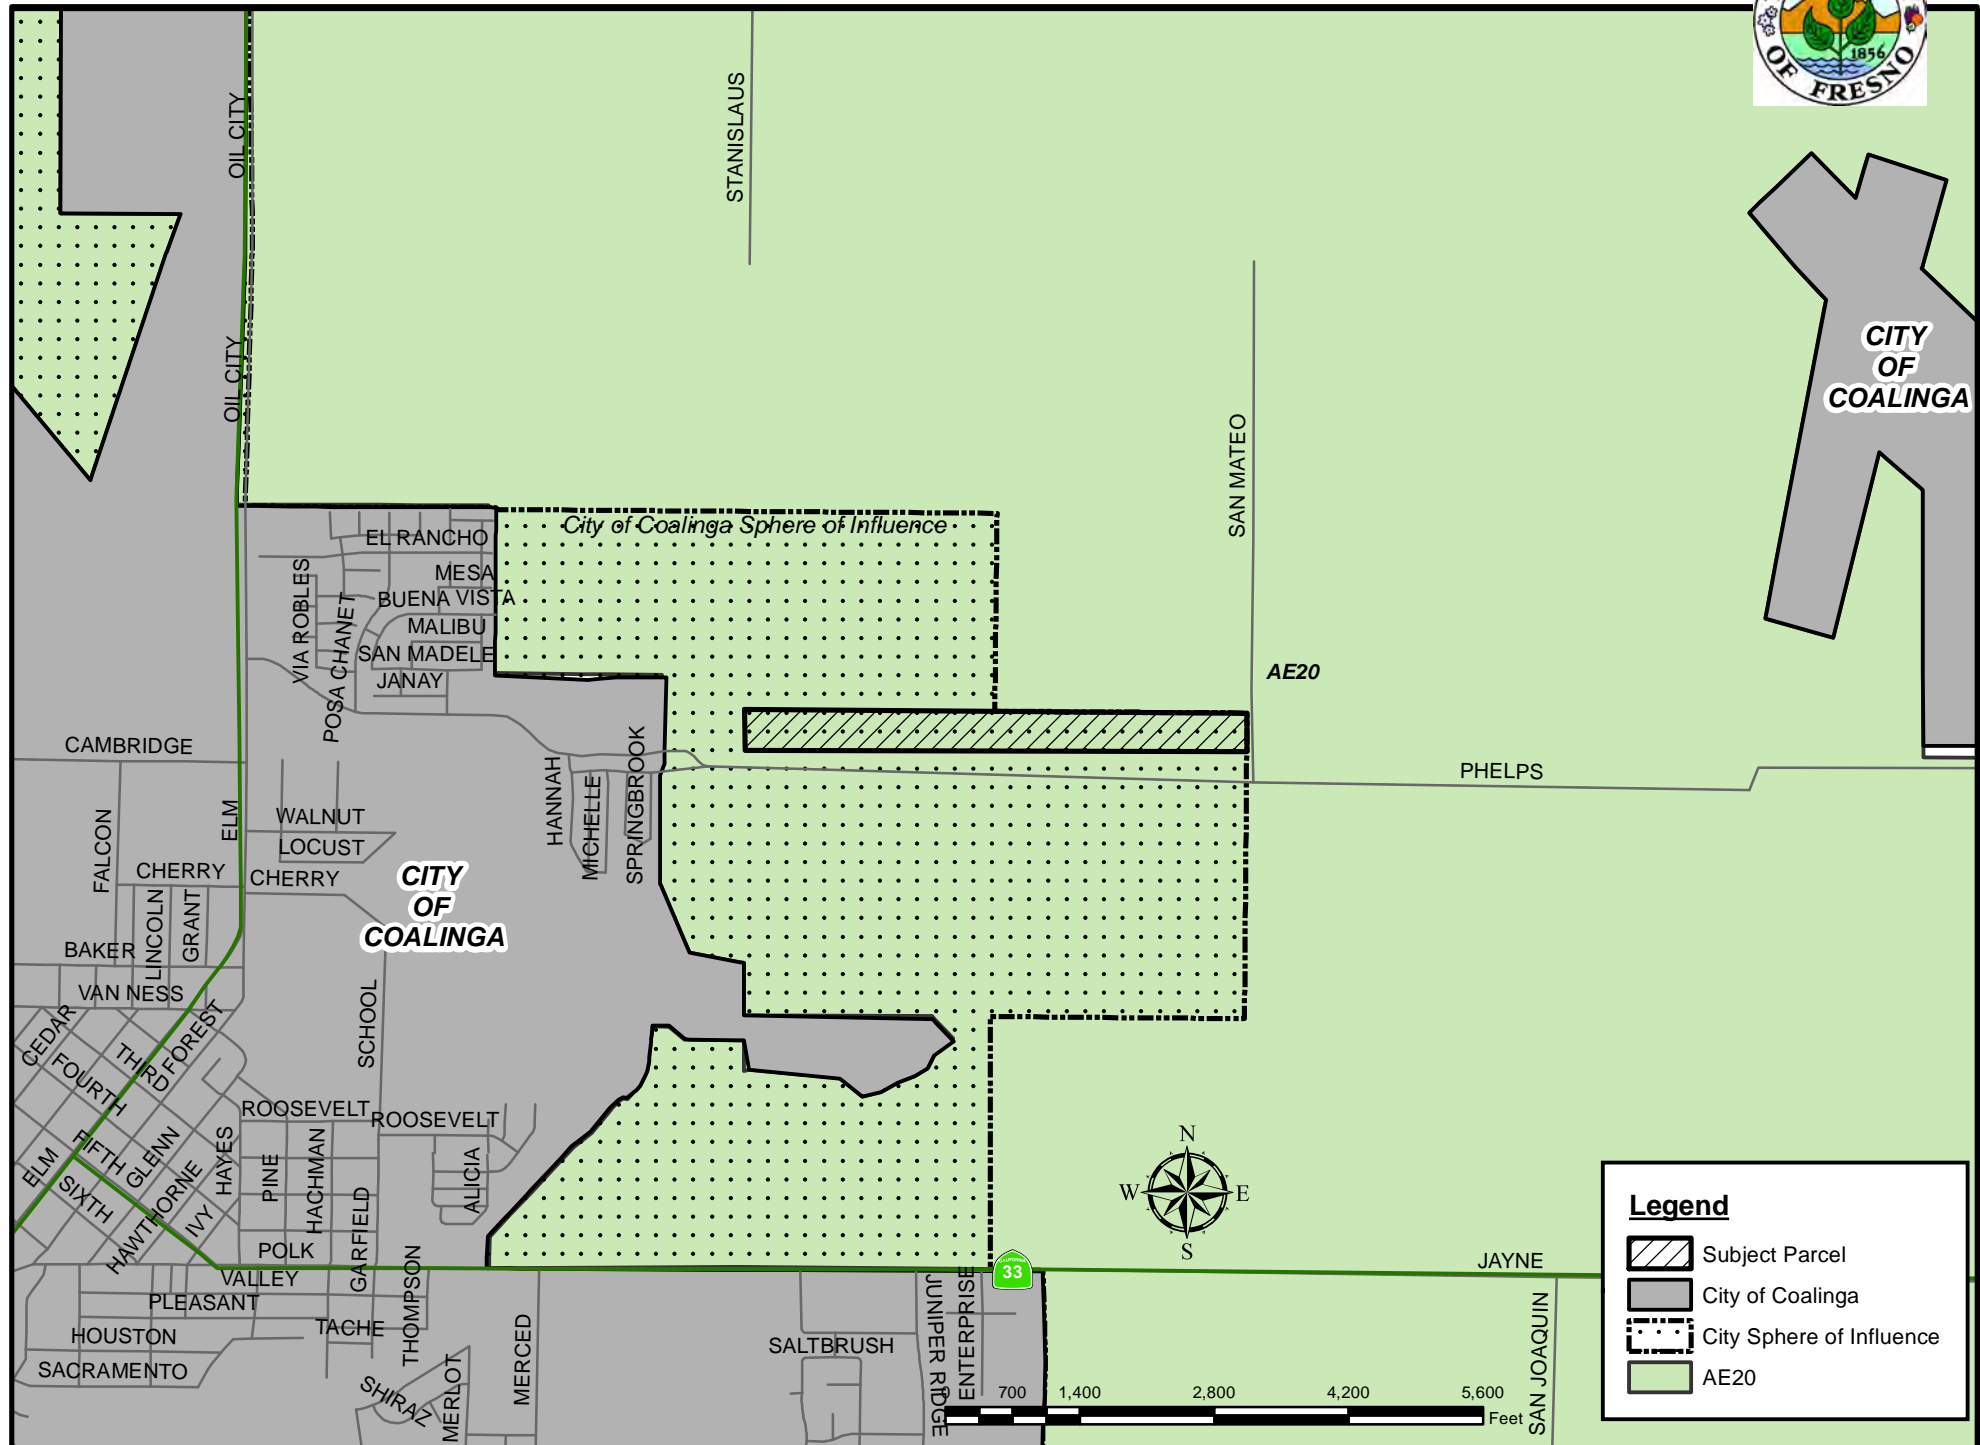 1856
OF FRESNO
OIL CITY
STANISLAUS
OIL CITY
CITY
OF
COALINGA
SAN MATEO
City of Coalinga Sphere of Influence
EL RANCHO
MESA
BUENA VISTA
MALIBU
SAN MADELE
JANAY
VIA ROBLES
POSA CHANET
AE20
CAMBRIDGE
PHELPS
HANNAH
MICHELLE
SPRINGBROOK
ELM
WALNUT
LOCUST
FALCON
CHERRY
CHERRY
LINCOLN
GRANT
CITY
OF
COALINGA
BAKER
VAN NESS
SCHOOL
CEDAR
FOURTH
THIRD
FOREST
ROOSEVELT
ROOSEVELT
ELM
FIFTH
GLENN
SIXTH
HAWTHORNE
IVY
HAYES
PINE
HACHMAN
GARFIELD
ALICIA
POLK
VALLEY
PLEASANT
HOUSTON
SACRAMENTO
TACHE
THOMPSON
SHIRAZ
MERLOT
MERCED
SALTBRUSH
JUNIPER RIDGE
ENTERPRISE
33
JAYNE
SAN JOAQUIN
N
W
E
S
0 700 1,400 2,800 4,200 5,600
Feet
Legend
Subject Parcel
City of Coalinga
City Sphere of Influence
AE20